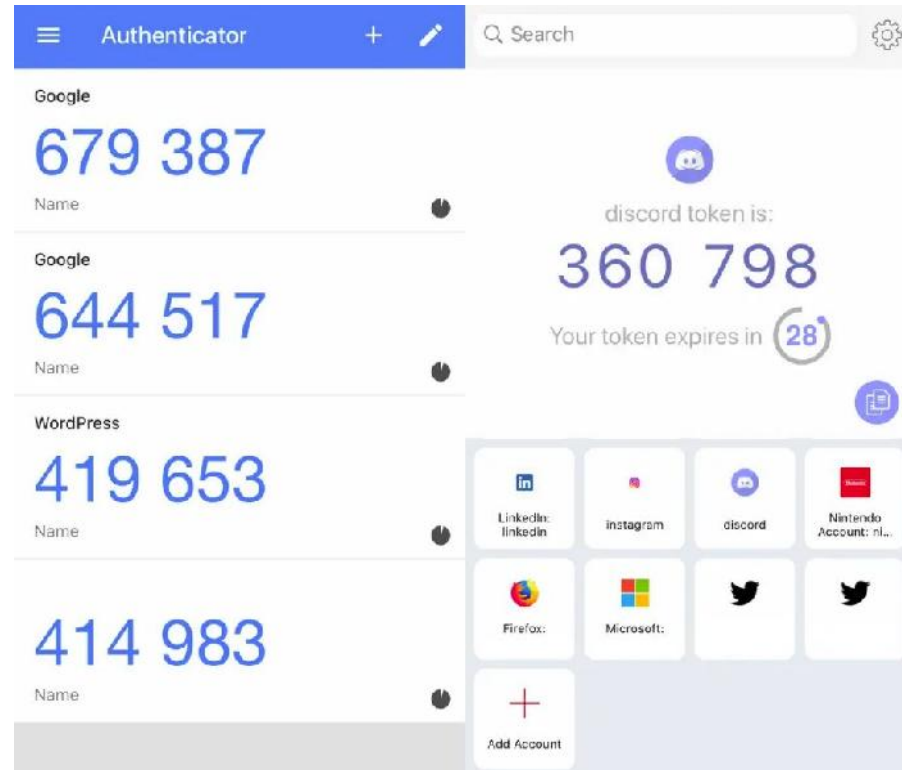 Authenticator
Google
679 387
Name
Google
644 517
Name
WordPress
419 653
Name
414 983
Name
Search
discord token is:
360 798
Your token expires in 28
LinkedIn:
linkedin
instagram
discord
Nintendo
Nintendo
Account: ni...
Firefox:
Microsoft:
Add Account